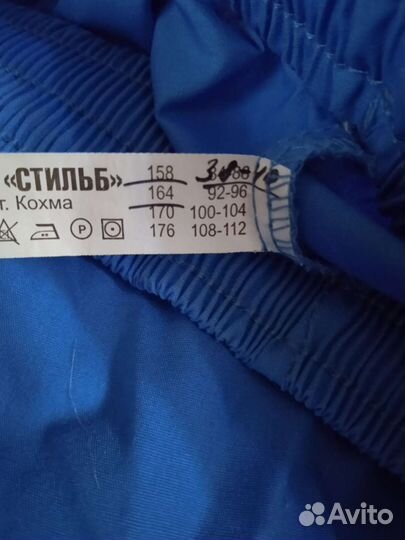 «СТИЛЬБ» 158
г. Кохма 164 92-96
170 100-104
P 176 108-112
Avito